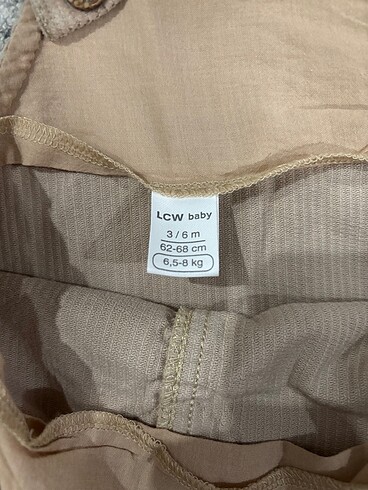 LCW baby
3 / 6 m
62-68 cm
6,5-8 kg